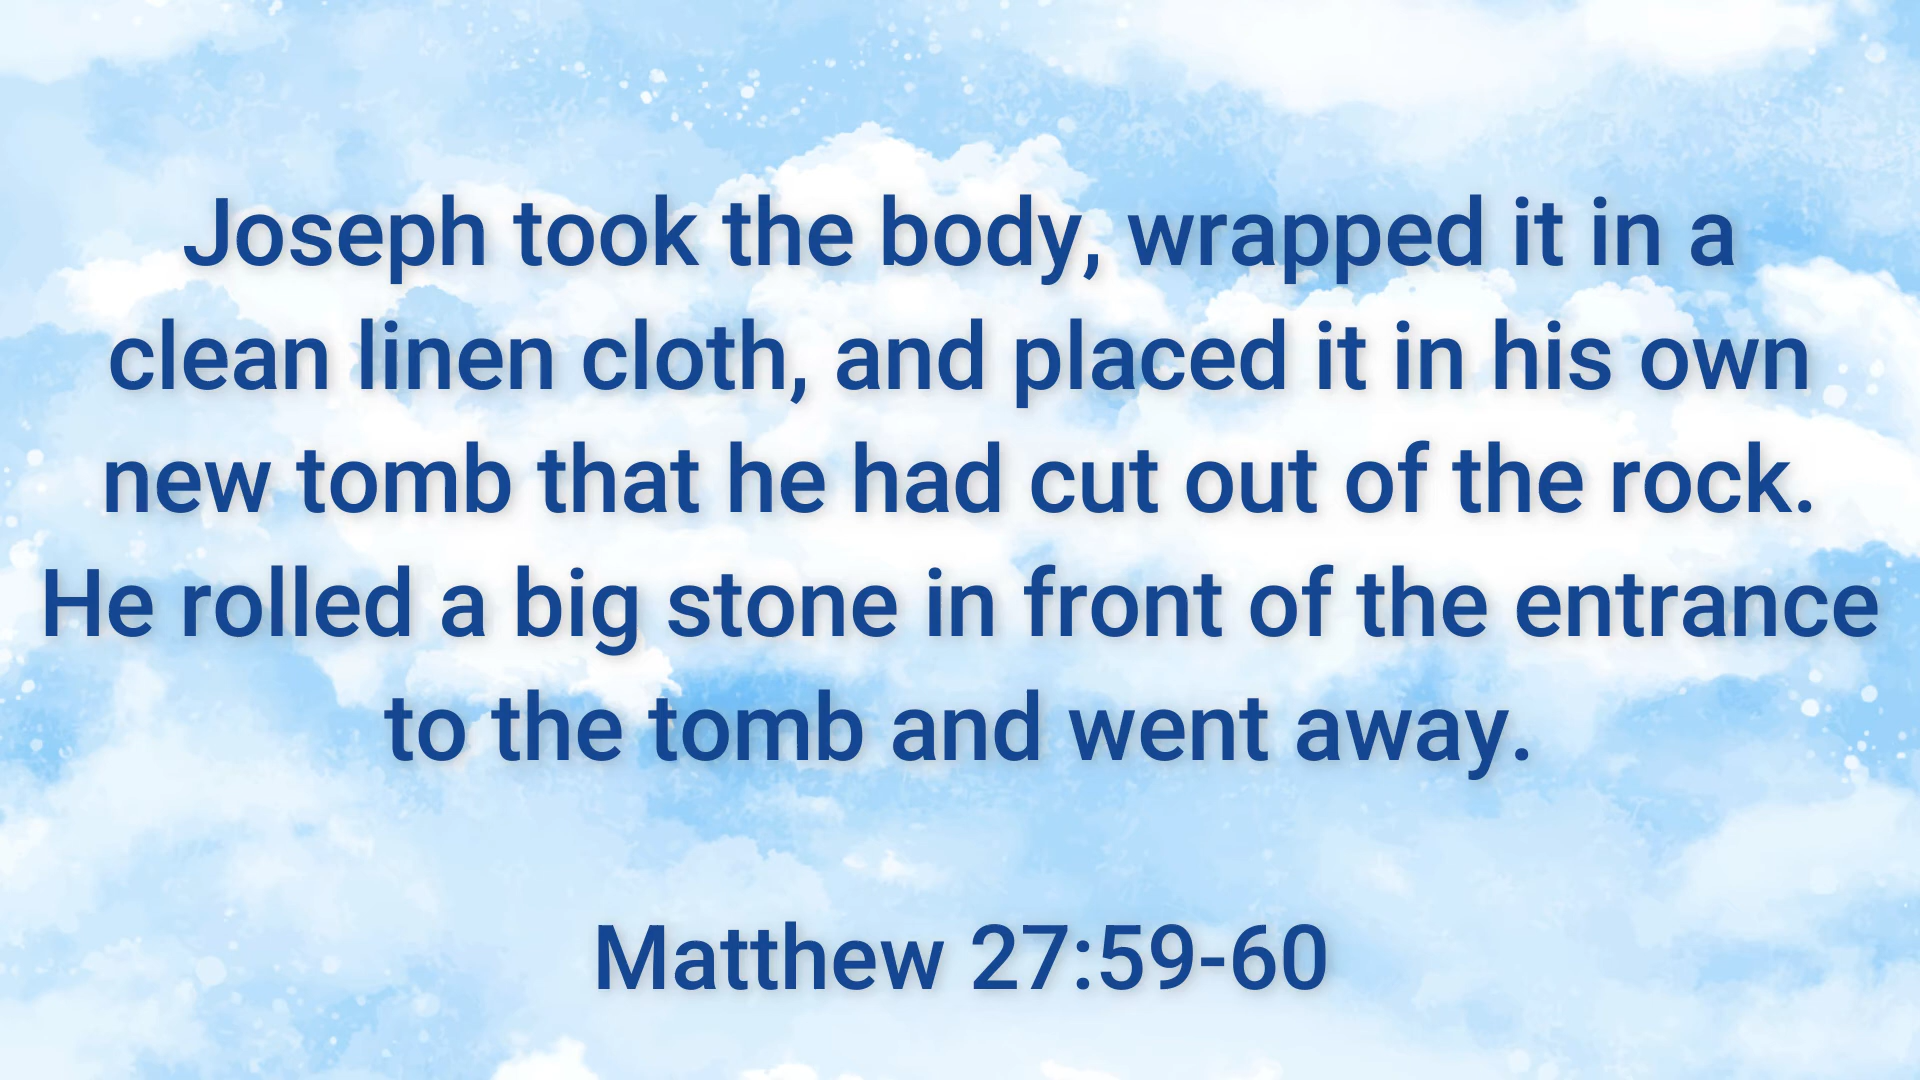 Joseph took the body, wrapped it in a
clean linen cloth, and placed it in his own
new tomb that he had cut out of the rock.
He rolled a big stone in front of the entrance
to the tomb and went away.
Matthew 27:59-60